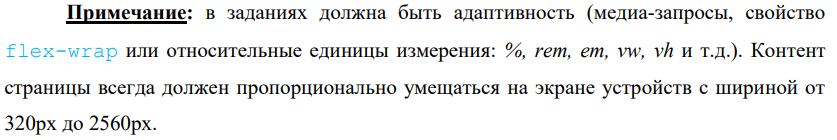 Примечание: в заданиях должна быть адаптивность (медиа-запросы, свойство
flex-wrap или относительные единицы измерения: %, rem, em, vw, vh и т.д.). Контент
страницы всегда должен пропорционально умещаться на экране устройств с шириной от
320px до 2560px.